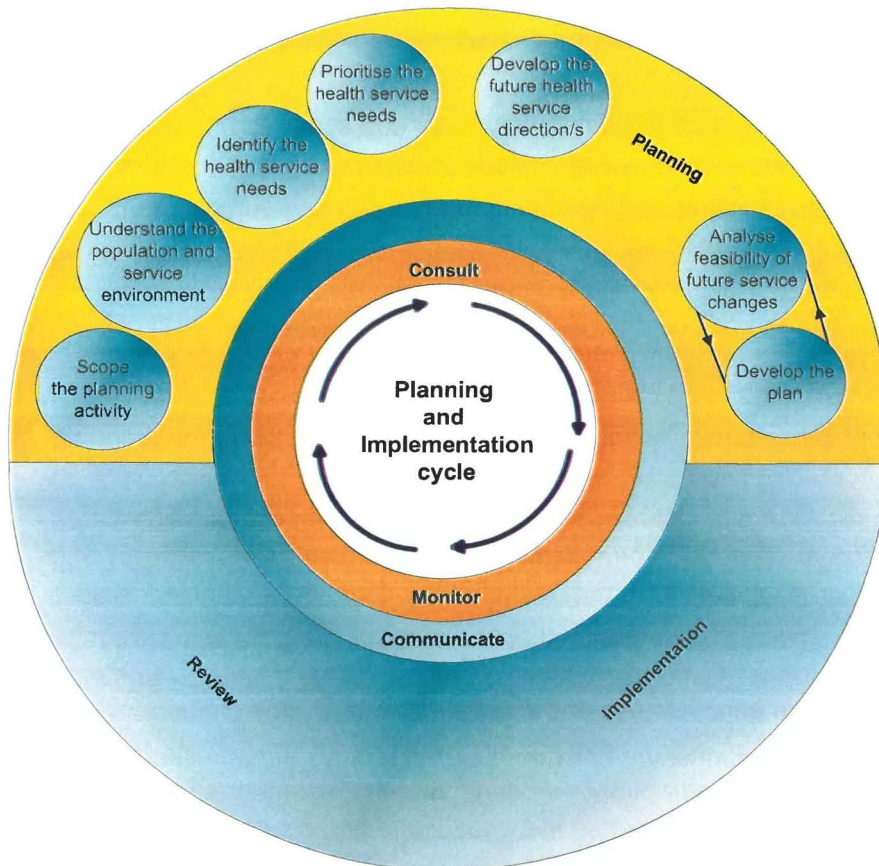 Prioritise the
health service
needs
Develop the
future health
service
direction/s
Identify the
health service
needs
Planning
Understand the
population and
service
environment
Analyse
feasibility of
future service
changes
Scope
the planning
activity
Develop the
plan
Consult
Planning
and
Implementation
cycle
Monitor
Communicate
Review
Implementation